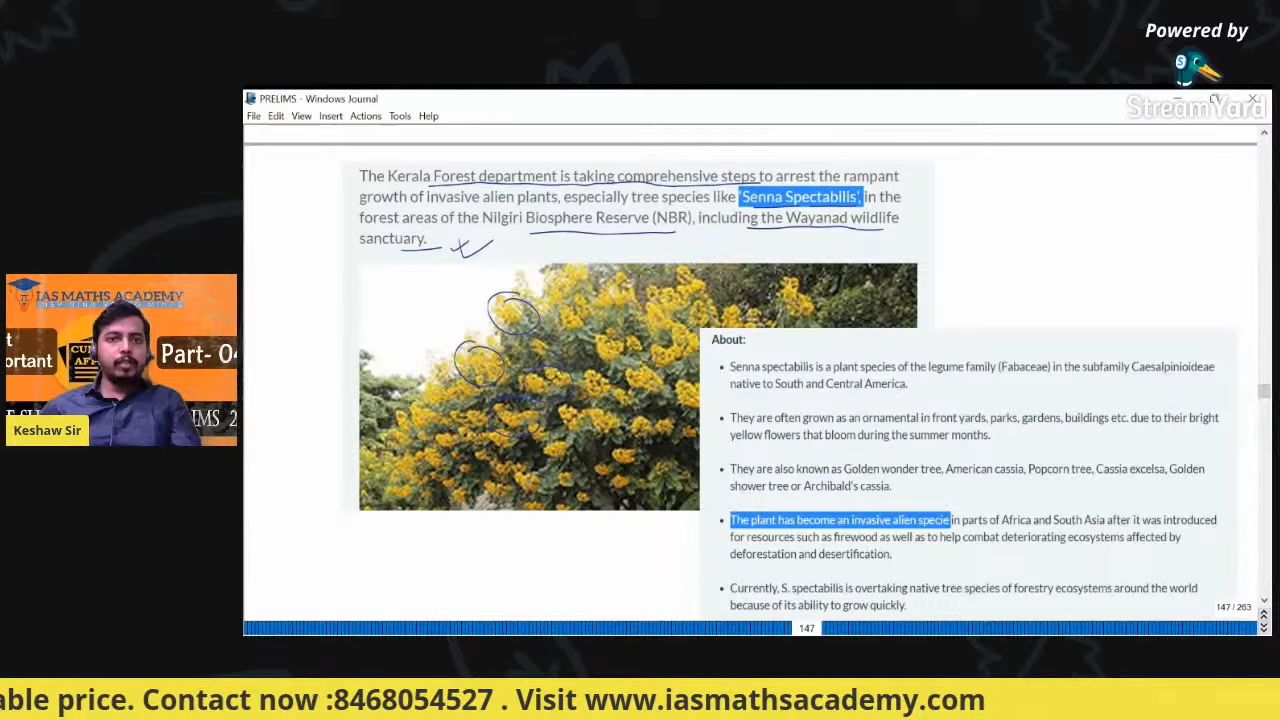 Powered by
S
StreamYard
PRELIMS - Windows Journal
File Edit View Insert Actions Tools Help
The Kerala Forest department is taking comprehensive steps to arrest the rampant
growth of invasive alien plants, especially tree species like 'Senna Spectabilis', in the
forest areas of the Nilgiri Biosphere Reserve (NBR), including the Wayanad wildlife
sanctuary.
About:
• Senna spectabilis is a plant species of the legume family (Fabaceae) in the subfamily Caesalpinioideae
native to South and Central America.
• They are often grown as an ornamental in front yards, parks, gardens, buildings etc. due to their bright
yellow flowers that bloom during the summer months.
• They are also known as Golden wonder tree, American cassia, Popcorn tree, Cassia excelsa, Golden
shower tree or Archibald's cassia.
• The plant has become an invasive alien specie in parts of Africa and South Asia after it was introduced
for resources such as firewood as well as to help combat deteriorating ecosystems affected by
deforestation and desertification.
• Currently, S. spectabilis is overtaking native tree species of forestry ecosystems around the world
because of its ability to grow quickly.
147 / 263
147
IAS MATHS ACADEMY
Part- 04
ortant
Keshaw Sir
able price. Contact now :8468054527 . Visit www.iasmathsacademy.com